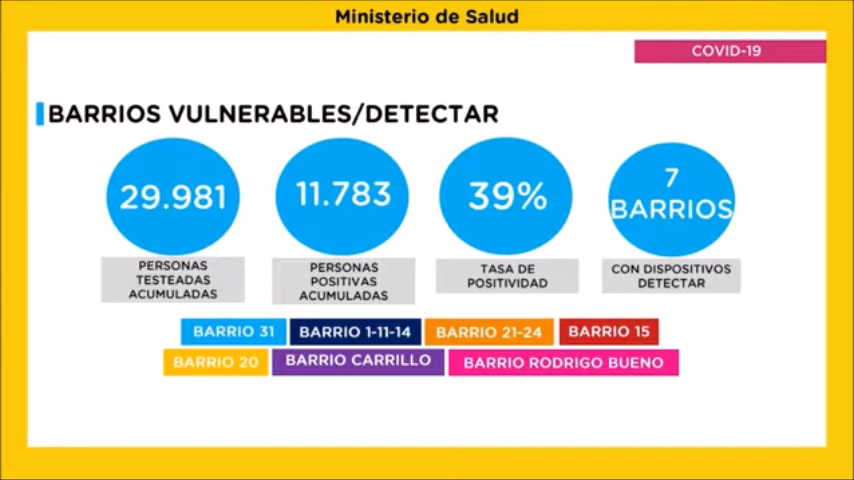 Ministerio de Salud
COVID-19
BARRIOS VULNERABLES/DETECTAR
29.981
11.783
39%
7
BARRIOS
PERSONAS
TESTEADAS
ACUMULADAS
PERSONAS
POSITIVAS
ACUMULADAS
TASA DE
POSITIVIDAD
CON DISPOSITIVOS
DETECTAR
BARRIO 31
BARRIO 1-11-14
BARRIO 21-24
BARRIO 15
BARRIO 20
BARRIO CARRILLO
BARRIO RODRIGO BUENO